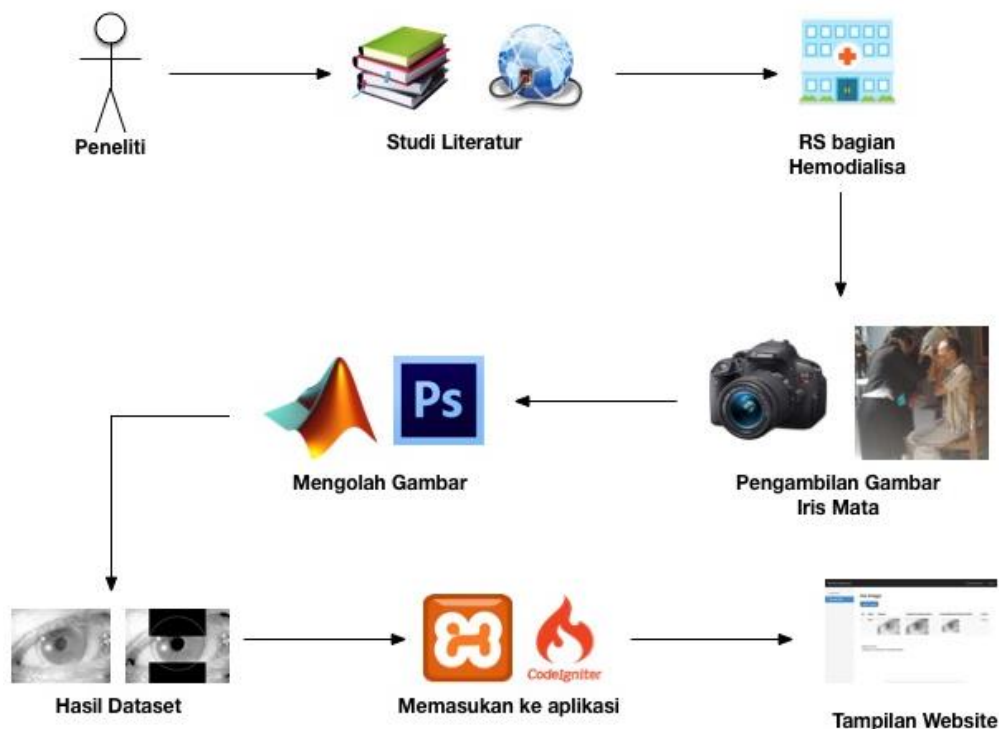 Peneliti
Studi Literatur
RS bagian
Hemodialisa
Pengambilan Gambar
Iris Mata
Ps
Mengolah Gambar
Hasil Dataset
CodeIgniter
Memasukan ke aplikasi
Tampilan Website